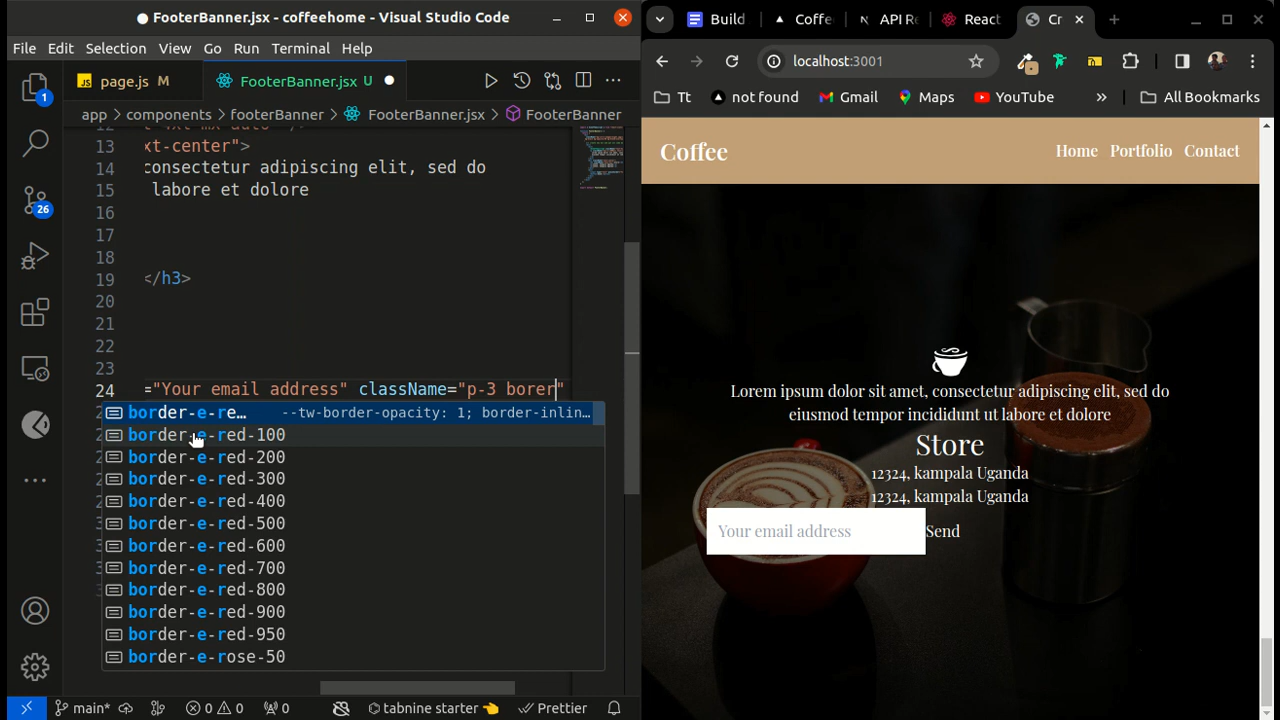 ● FooterBanner.jsx - coffeehome - Visual Studio Code
File Edit Selection View Go Run Terminal Help
page.js M
FooterBanner.jsx U
app > components > footerBanner > FooterBanner.jsx > FooterBanner
13 xt-center">
14 consectetur adipiscing elit, sed do
15 labore et dolore
16
17
18
19 </h3>
20
21
22
23
24 ="Your email address" className="p-3 borer"
border-e-re… --tw-border-opacity: 1; border-inlin…
border-e-red-100
border-e-red-200
border-e-red-300
border-e-red-400
border-e-red-500
border-e-red-600
border-e-red-700
border-e-red-800
border-e-red-900
border-e-red-950
border-e-rose-50
1
26
main* 0 0 0 tabnine starter Prettier
Build Coffe API Re React Cr
localhost:3001
Tt not found Gmail Maps YouTube » All Bookmarks
Coffee
Home Portfolio Contact
Lorem ipsum dolor sit amet, consectetur adipiscing elit, sed do
eiusmod tempor incididunt ut labore et dolore
Store
12324, kampala Uganda
12324, kampala Uganda
Your email address Send